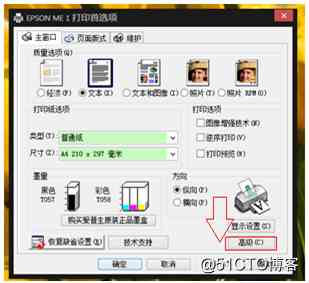 EPSON ME 1 打印首选项
主窗口 页面版式 维护
质量选项(Q)
经济(F) 文本(X) 文本和图像(I) 照片(T) 照片 RPM(O)
打印纸选项 打印选项
类型(T) 普通纸 图像增强技术(M)
逆序打印(V)
尺寸(Z) A4 210 x 297 毫米 打印预览(R)
墨量 方向
黑色 T057 彩色 T058 纵向(P)
横向(P)
购买爱普生原装正品墨盒
显示设置(G)
恢复缺省设置(E) 技术支持 高级(C)
确定 取消
@51CTO博客